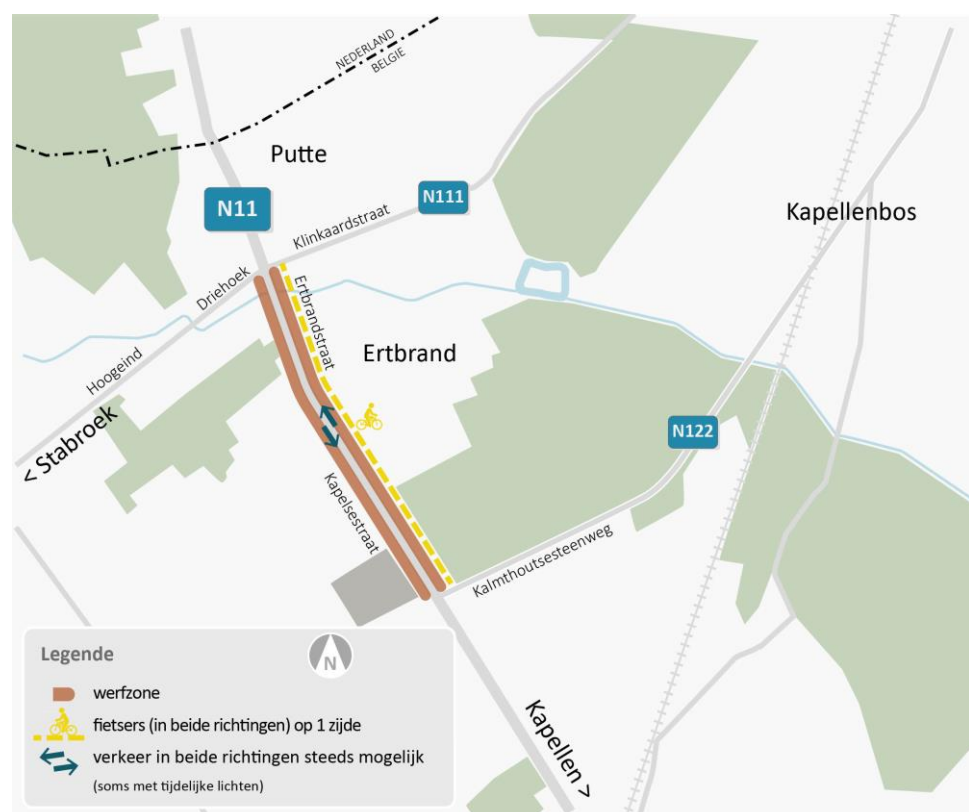 NEDERLAND
BELGIE
Putte
N11
N111
Klinkaardstraat
Kapellenbos
Driehoek
Ertbrandstraat
Ertbrand
Hoogeind
< Stabroek
N122
Kapelsestraat
Kalmthoutsesteenweg
Kapellen >
Legende
N
werfzone
fietsers (in beide richtingen) op 1 zijde
verkeer in beide richtingen steeds mogelijk
(soms met tijdelijke lichten)